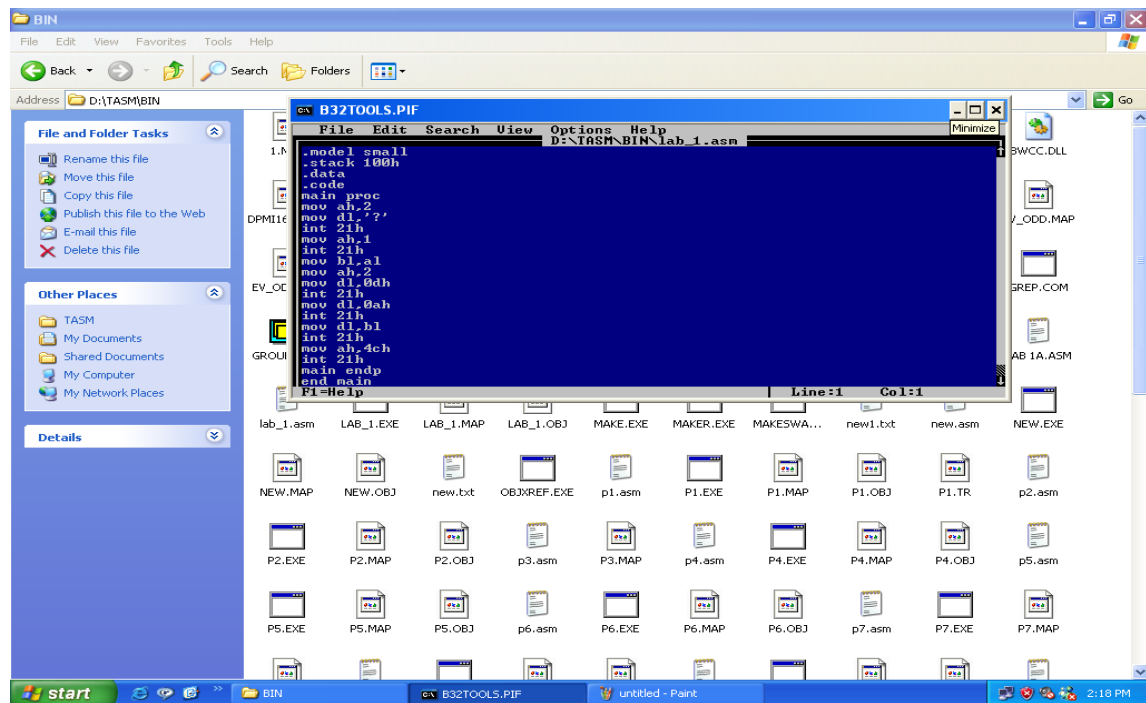 BIN
File Edit View Favorites Tools Help
Back Search Folders
Address D:\TASM\BIN Go
File and Folder Tasks
Rename this file
Move this file
Copy this file
Publish this file to the Web
E-mail this file
Delete this file
Other Places
TASM
My Documents
Shared Documents
My Computer
My Network Places
Details
B32TOOLS.PIF
Minimize
File Edit Search View Options Help
D:\TASM\BIN\lab_1.asm
.model small
.stack 100h
.data
.code
main proc
mov ah,2
mov dl,'?'
int 21h
mov ah,1
int 21h
mov bl,al
mov ah,2
mov dl,0dh
int 21h
mov dl,0ah
int 21h
mov dl,bl
int 21h
mov ah,4ch
int 21h
main endp
end main
F1=Help Line:1 Col:1
BWCC.DLL
GREP.COM
lab_1.asm LAB_1.EXE LAB_1.MAP LAB_1.OBJ MAKE.EXE MAKER.EXE MAKESWA... new1.txt new.asm NEW.EXE
NEW.MAP NEW.OBJ new.txt OBJXREF.EXE p1.asm P1.EXE P1.MAP P1.OBJ P1.TR p2.asm
P2.EXE P2.MAP P2.OBJ p3.asm P3.MAP p4.asm P4.EXE P4.MAP P4.OBJ p5.asm
P5.EXE P5.MAP P5.OBJ p6.asm P6.EXE P6.MAP P6.OBJ p7.asm P7.EXE P7.MAP
start BIN B32TOOLS.PIF untitled - Paint 2:18 PM